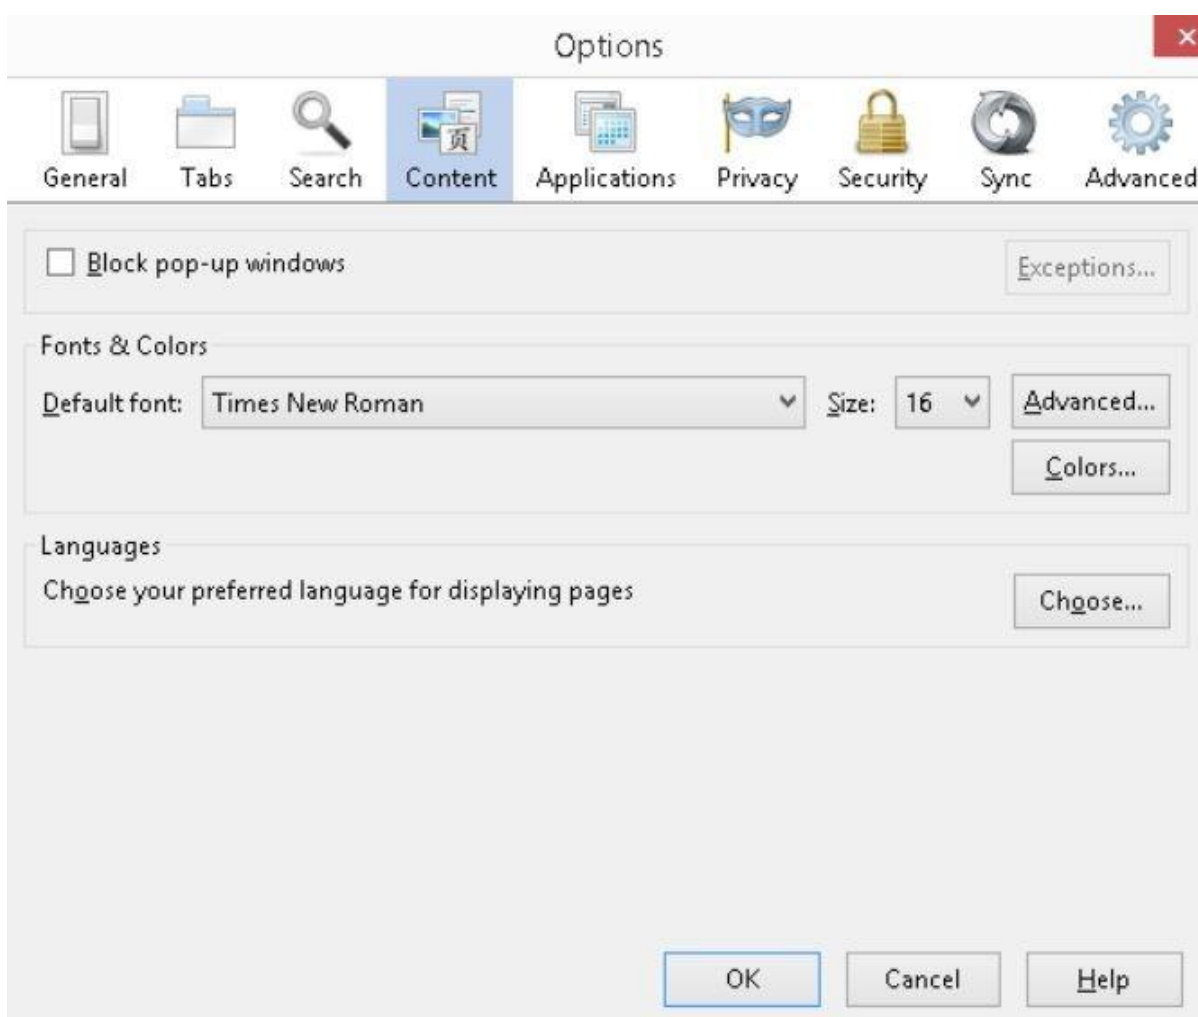 Options
General Tabs Search Content Applications Privacy Security Sync Advanced
页
Block pop-up windows Exceptions...
Fonts & Colors
Default font: Times New Roman Size: 16 Advanced...
Colors...
Languages
Choose your preferred language for displaying pages Choose...
OK Cancel Help